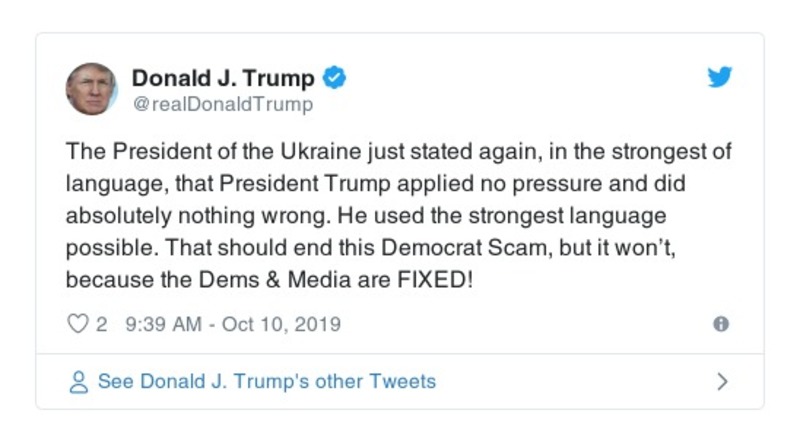 Donald J. Trump
@realDonaldTrump
The President of the Ukraine just stated again, in the strongest of
language, that President Trump applied no pressure and did
absolutely nothing wrong. He used the strongest language
possible. That should end this Democrat Scam, but it won’t,
because the Dems & Media are FIXED!
2 9:39 AM - Oct 10, 2019
See Donald J. Trump's other Tweets